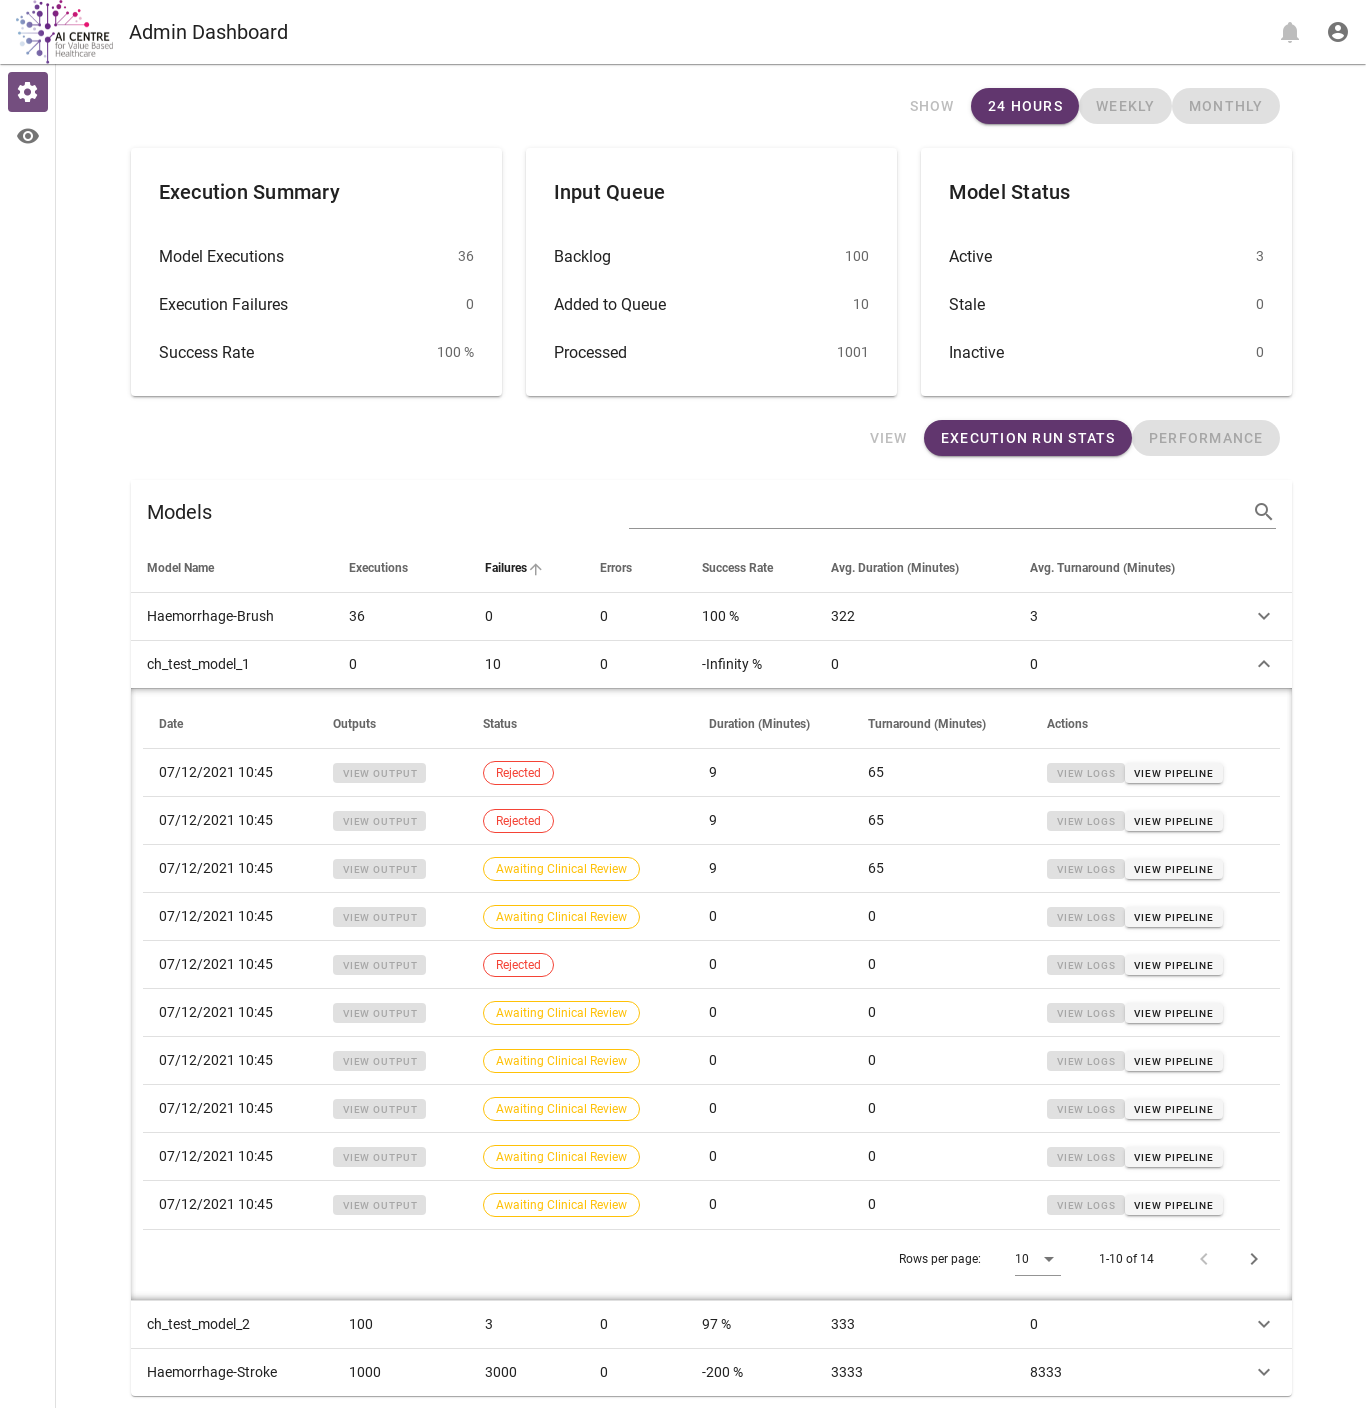 AI CENTRE
for Value Based
Healthcare
Admin Dashboard
SHOW 24 HOURS WEEKLY MONTHLY
Execution Summary
Model Executions 36
Execution Failures 0
Success Rate 100 %
Input Queue
Backlog 100
Added to Queue 10
Processed 1001
Model Status
Active 3
Stale 0
Inactive 0
VIEW EXECUTION RUN STATS PERFORMANCE
Models
Model Name Executions Failures Errors Success Rate Avg. Duration (Minutes) Avg. Turnaround (Minutes)
Haemorrhage-Brush 36 0 0 100 % 322 3
ch_test_model_1 0 10 0 -Infinity % 0 0
Date Outputs Status Duration (Minutes) Turnaround (Minutes) Actions
07/12/2021 10:45 VIEW OUTPUT Rejected 9 65 VIEW LOGS VIEW PIPELINE
07/12/2021 10:45 VIEW OUTPUT Rejected 9 65 VIEW LOGS VIEW PIPELINE
07/12/2021 10:45 VIEW OUTPUT Awaiting Clinical Review 9 65 VIEW LOGS VIEW PIPELINE
07/12/2021 10:45 VIEW OUTPUT Awaiting Clinical Review 0 0 VIEW LOGS VIEW PIPELINE
07/12/2021 10:45 VIEW OUTPUT Rejected 0 0 VIEW LOGS VIEW PIPELINE
07/12/2021 10:45 VIEW OUTPUT Awaiting Clinical Review 0 0 VIEW LOGS VIEW PIPELINE
07/12/2021 10:45 VIEW OUTPUT Awaiting Clinical Review 0 0 VIEW LOGS VIEW PIPELINE
07/12/2021 10:45 VIEW OUTPUT Awaiting Clinical Review 0 0 VIEW LOGS VIEW PIPELINE
07/12/2021 10:45 VIEW OUTPUT Awaiting Clinical Review 0 0 VIEW LOGS VIEW PIPELINE
07/12/2021 10:45 VIEW OUTPUT Awaiting Clinical Review 0 0 VIEW LOGS VIEW PIPELINE
Rows per page: 10 1-10 of 14
ch_test_model_2 100 3 0 97 % 333 0
Haemorrhage-Stroke 1000 3000 0 -200 % 3333 8333